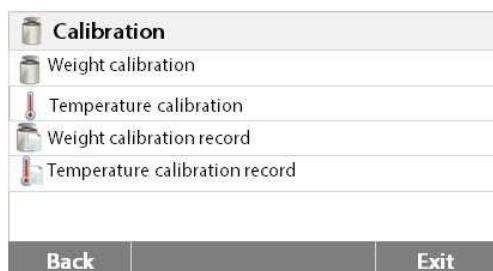 Calibration
Weight calibration
Temperature calibration
Weight calibration record
Temperature calibration record
Back Exit